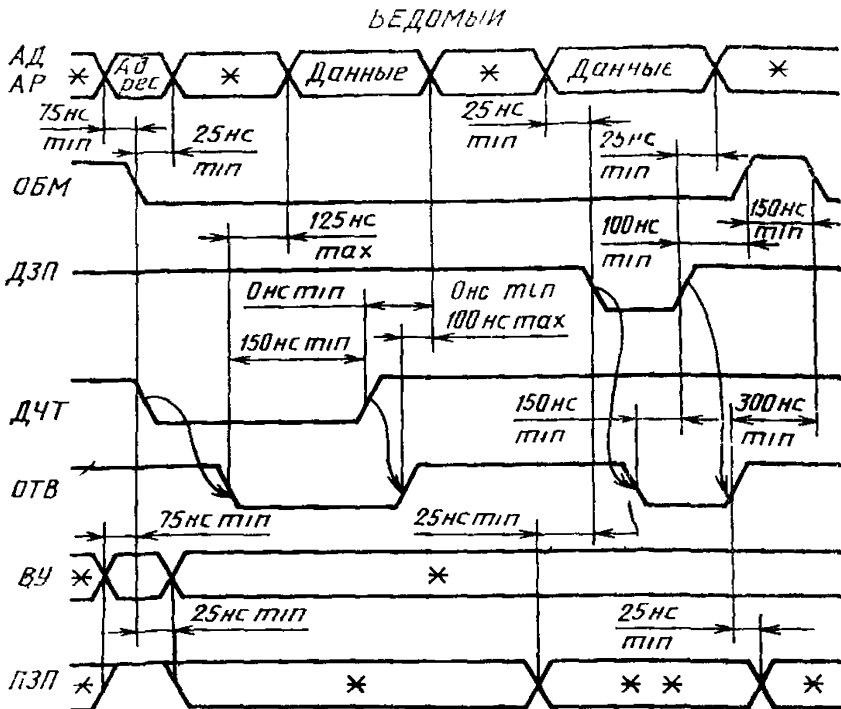 ВЕДОМЫЙ
АД
АР
* Ад
рес * Данные * Данные *
75нс
min
25нс
min
25нс
min
25нс
min
ОБМ
125нс
max
100нс
min
150нс
min
ДЗП
0нс min 0нс min
100нс max
150нс min
ДЧТ
150нс
min
300нс
min
ОТВ
75нс min
25нс min
ВУ * *
25нс min
25нс
min
ПЗП * * * * *